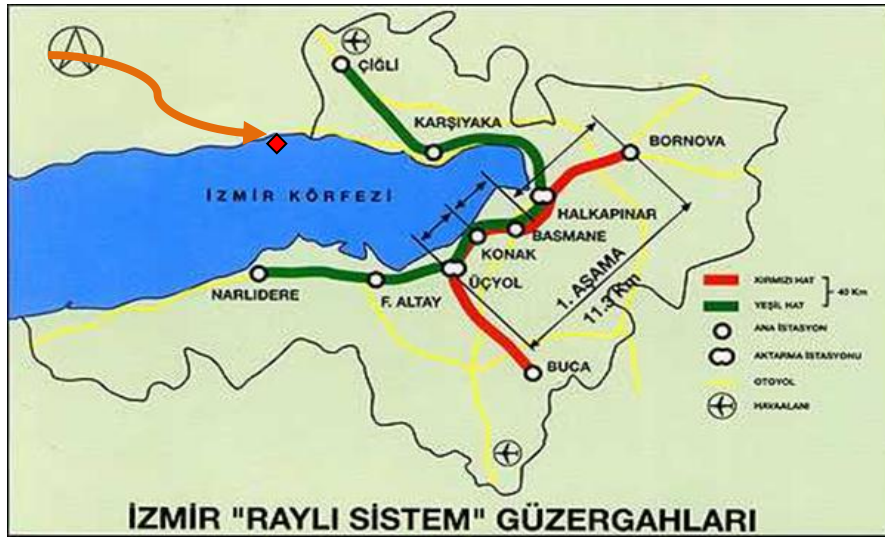 ÇİĞLİ
KARŞIYAKA
BORNOVA
İZMİR KÖRFEZİ
HALKAPINAR
BASMANE
KONAK
ÜÇYOL
NARLIDERE
F. ALTAY
BUCA
1. AŞAMA
11.3 Km
KIRMIZI HAT
40 Km
YEŞİL HAT
ANA İSTASYON
AKTARMA İSTASYONU
OTOYOL
HAVAALANI
İZMİR "RAYLI SİSTEM" GÜZERGAHLARI